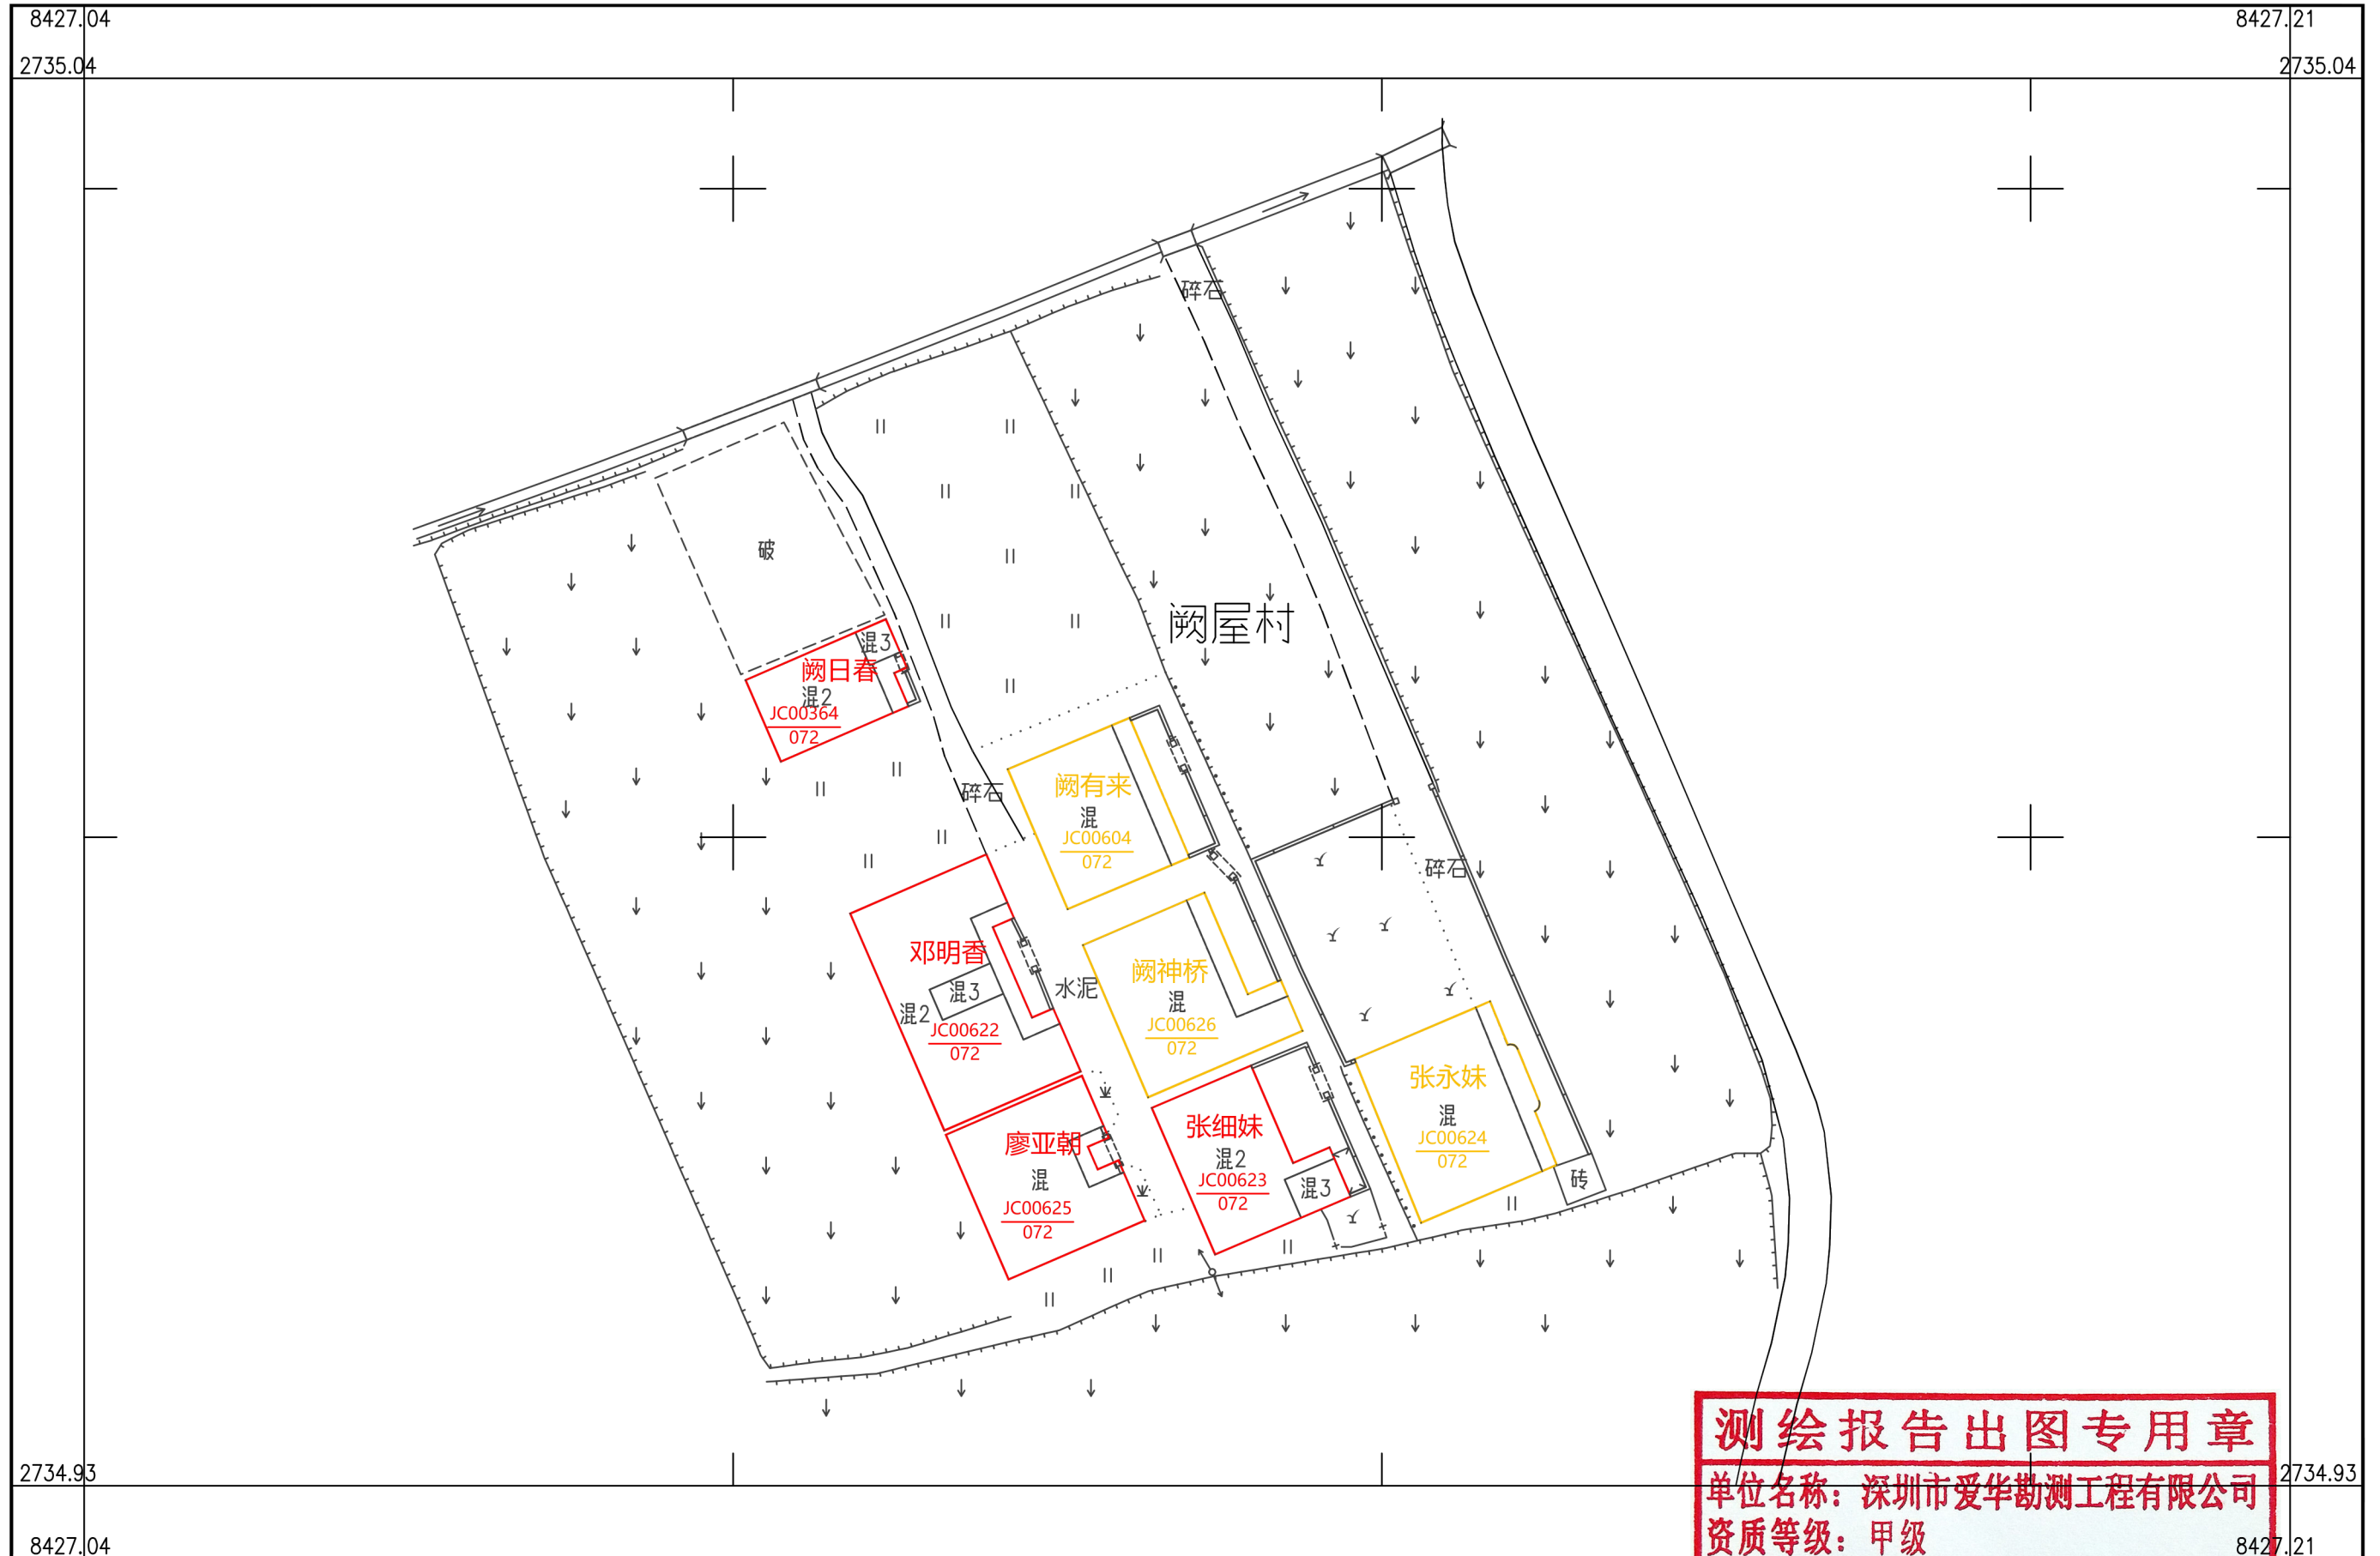 8427.04
8427.21
2735.04
2735.04
碎石
破
阙屋村
混3
阙日春
混2
JC00364
072
碎石
阙有来
混
JC00604
072
碎石
邓明香
混3
混2
JC00622
072
水泥
阙神桥
混
JC00626
072
张永妹
混
JC00624
072
砖
廖亚朝
混
JC00625
072
张细妹
混2
JC00623
072
混3
测绘报告出图专用章
单位名称：深圳市爱华勘测工程有限公司
资质等级：甲级
2734.93
2734.93
8427.04
8427.21